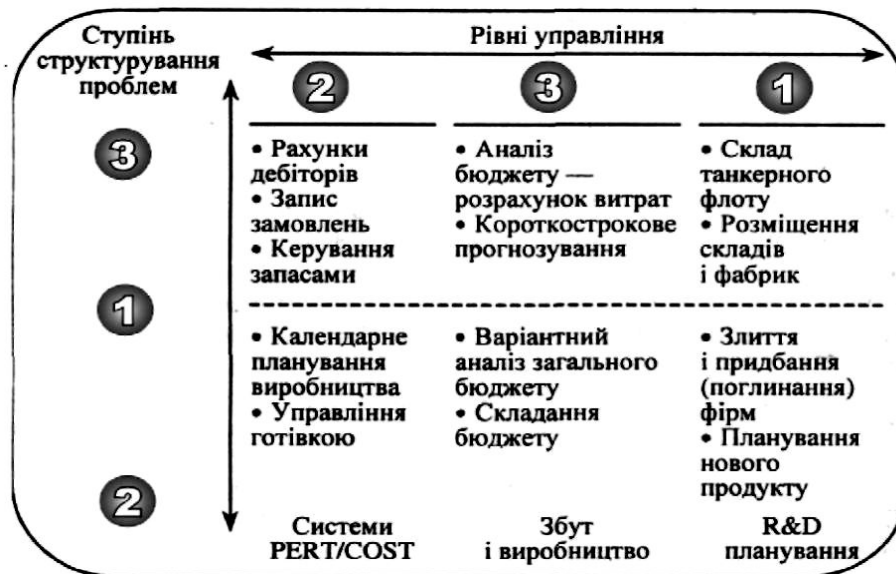 Ступінь
структурування
проблем
Рівні управління
2
3
1
3
• Рахунки
дебіторів
• Запис
замовлень
• Керування
запасами
• Аналіз
бюджету —
розрахунок витрат
• Короткострокове
прогнозування
• Склад
танкерного
флоту
• Розміщення
складів
і фабрик
1
• Календарне
планування
виробництва
• Управління
готівкою
• Варіантний
аналіз загального
бюджету
• Складання
бюджету
• Злиття
і придбання
(поглинання)
фірм
• Планування
нового
продукту
2
Системи
PERT/COST
Збут
і виробництво
R&D
планування